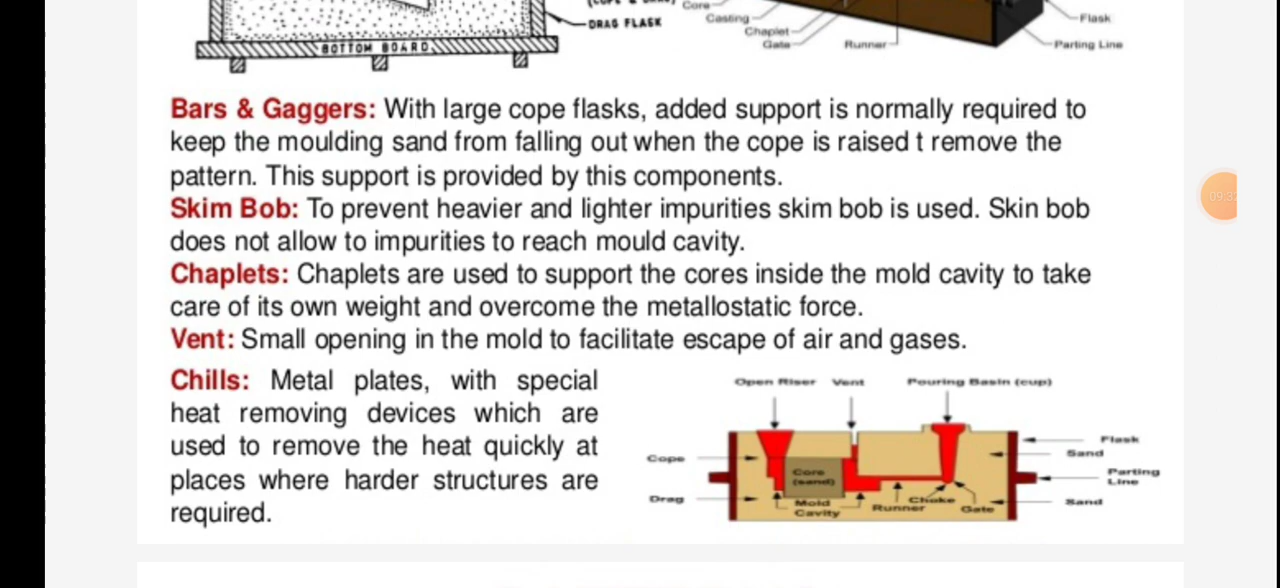 (COPE & DRAG)
Core
DRAG FLASK
Casting
Chaplet
Gate
Runner
Flask
Parting Line
BOTTOM BOARD
Bars & Gaggers: With large cope flasks, added support is normally required to
keep the moulding sand from falling out when the cope is raised t remove the
pattern. This support is provided by this components.
Skim Bob: To prevent heavier and lighter impurities skim bob is used. Skin bob
does not allow to impurities to reach mould cavity.
Chaplets: Chaplets are used to support the cores inside the mold cavity to take
care of its own weight and overcome the metallostatic force.
Vent: Small opening in the mold to facilitate escape of air and gases.
Chills: Metal plates, with special
heat removing devices which are
used to remove the heat quickly at
places where harder structures are
required.
Open Riser Vent Pouring Basin (cup)
Flask
Sand
Cope
Core
(sand)
Parting
Line
Drag
Mold
Cavity
Runner
Choke
Gate
Sand